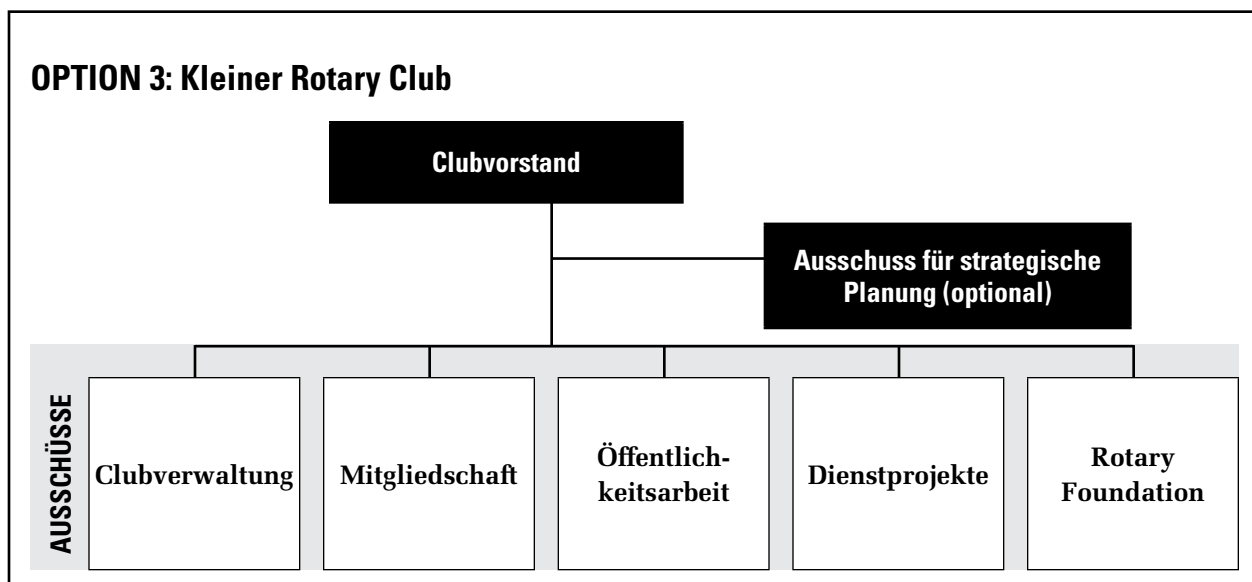 OPTION 3: Kleiner Rotary Club
Clubvorstand
Ausschuss für strategische
Planung (optional)
AUSSCHÜSSE
Clubverwaltung
Mitgliedschaft
Öffentlich-
keitsarbeit
Dienstprojekte
Rotary
Foundation